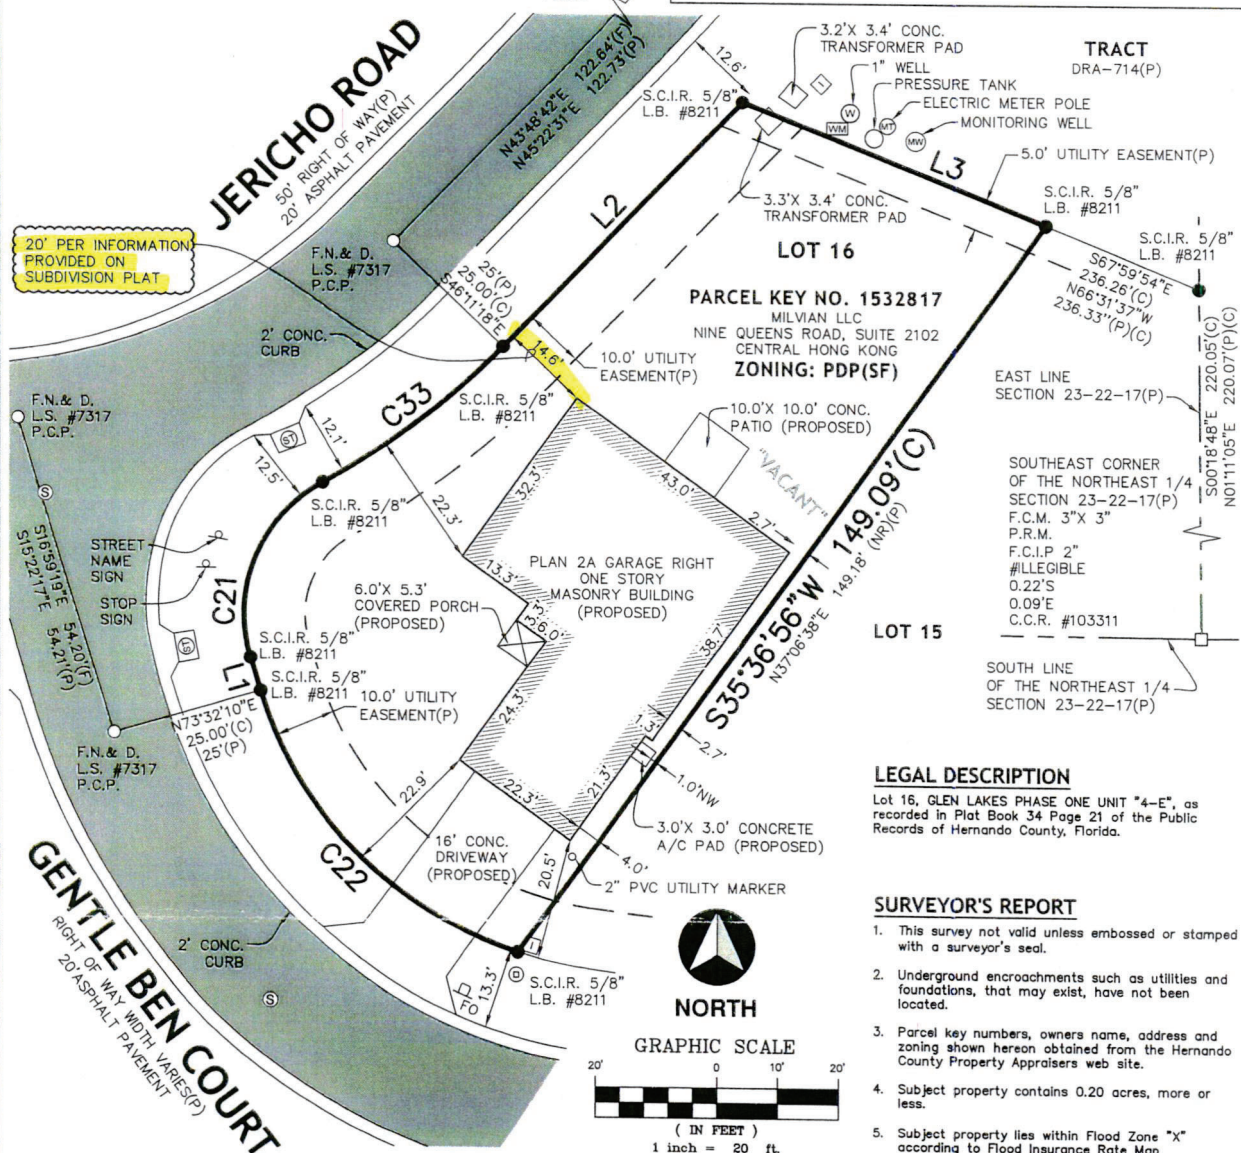 JERICHO ROAD
50' RIGHT OF WAY(P)
20' ASPHALT PAVEMENT
N43°48'42"E 122.64'(F)
N45°22'31"E 122.73'(P)
12.6'
3.2'X 3.4' CONC.
TRANSFORMER PAD
1" WELL
PRESSURE TANK
ELECTRIC METER POLE
MONITORING WELL
TRACT
DRA-714(P)
S.C.I.R. 5/8"
L.B. #8211
I
W
WM
MT
MW
L3
5.0' UTILITY EASEMENT(P)
L2
3.3'X 3.4' CONC.
TRANSFORMER PAD
S.C.I.R. 5/8"
L.B. #8211
S.C.I.R. 5/8"
L.B. #8211
20' PER INFORMATION
PROVIDED ON
SUBDIVISION PLAT
F.N.& D.
L.S. #7317
P.C.P.
25'(P)
25.00'(C)
S46°11'18"E
LOT 16
PARCEL KEY NO. 1532817
MILVIAN LLC
NINE QUEENS ROAD, SUITE 2102
CENTRAL HONG KONG
ZONING: PDP(SF)
S67°59'54"E
236.26'(C)
N66°31'37"W
236.33'(P)(C)
2' CONC.
CURB
14.6'
10.0' UTILITY
EASEMENT(P)
S.C.I.R. 5/8"
L.B. #8211
EAST LINE
SECTION 23-22-17(P)
S00°18'48"E 220.05'(C)
N01°11'05"E 220.07'(P)
F.N.& D.
L.S. #7317
P.C.P.
C33
12.1'
ST
12.5'
10.0'X 10.0' CONC.
PATIO (PROPOSED)
"VACANT"
43.0'
2.7'
32.3'
22.3'
S.C.I.R. 5/8"
L.B. #8211
SOUTHEAST CORNER
OF THE NORTHEAST 1/4
SECTION 23-22-17(P)
F.C.M. 3"X 3"
P.R.M.
F.C.I.P 2"
#ILLEGIBLE
0.22'S
0.09'E
C.C.R. #103311
S
S16°59'19"E 54.20'(F)
S15°22'17"E 54.21'(P)
STREET
NAME
SIGN
STOP
SIGN
C21
ST
13.3'
PLAN 2A GARAGE RIGHT
ONE STORY
MASONRY BUILDING
(PROPOSED)
6.0'X 5.3'
COVERED PORCH
(PROPOSED)
3.3'
6.0'
38.7'
S35°36'56"W 149.09'(C)
N37°06'38"E 149.18' (NR)(P)
LOT 15
SOUTH LINE
OF THE NORTHEAST 1/4
SECTION 23-22-17(P)
S.C.I.R. 5/8"
L.B. #8211
L1
S.C.I.R. 5/8"
L.B. #8211
10.0' UTILITY
EASEMENT(P)
N73°32'10"E
25.00'(C)
25'(P)
F.N.& D.
L.S. #7317
P.C.P.
24.3'
1.3'
2.7'
1.0'NW
22.9'
22.3'
21.3'
3.0'X 3.0' CONCRETE
A/C PAD (PROPOSED)
4.0'
16' CONC.
DRIVEWAY
(PROPOSED)
20.5'
2" PVC UTILITY MARKER
C22
GENTLE BEN COURT
RIGHT OF WAY WIDTH VARIES(P)
20' ASPHALT PAVEMENT
2' CONC.
CURB
S
I
S.C.I.R. 5/8"
L.B. #8211
FO
13.3'
NORTH
GRAPHIC SCALE
20' 10' 0 10' 20'
( IN FEET )
1 inch = 20 ft.
LEGAL DESCRIPTION
Lot 16, GLEN LAKES PHASE ONE UNIT "4-E", as
recorded in Plat Book 34 Page 21 of the Public
Records of Hernando County, Florida.
SURVEYOR'S REPORT
1. This survey not valid unless embossed or stamped
with a surveyor's seal.
2. Underground encroachments such as utilities and
foundations, that may exist, have not been
located.
3. Parcel key numbers, owners name, address and
zoning shown hereon obtained from the Hernando
County Property Appraisers web site.
4. Subject property contains 0.20 acres, more or
less.
5. Subject property lies within Flood Zone "X"
according to Flood Insurance Rate Map